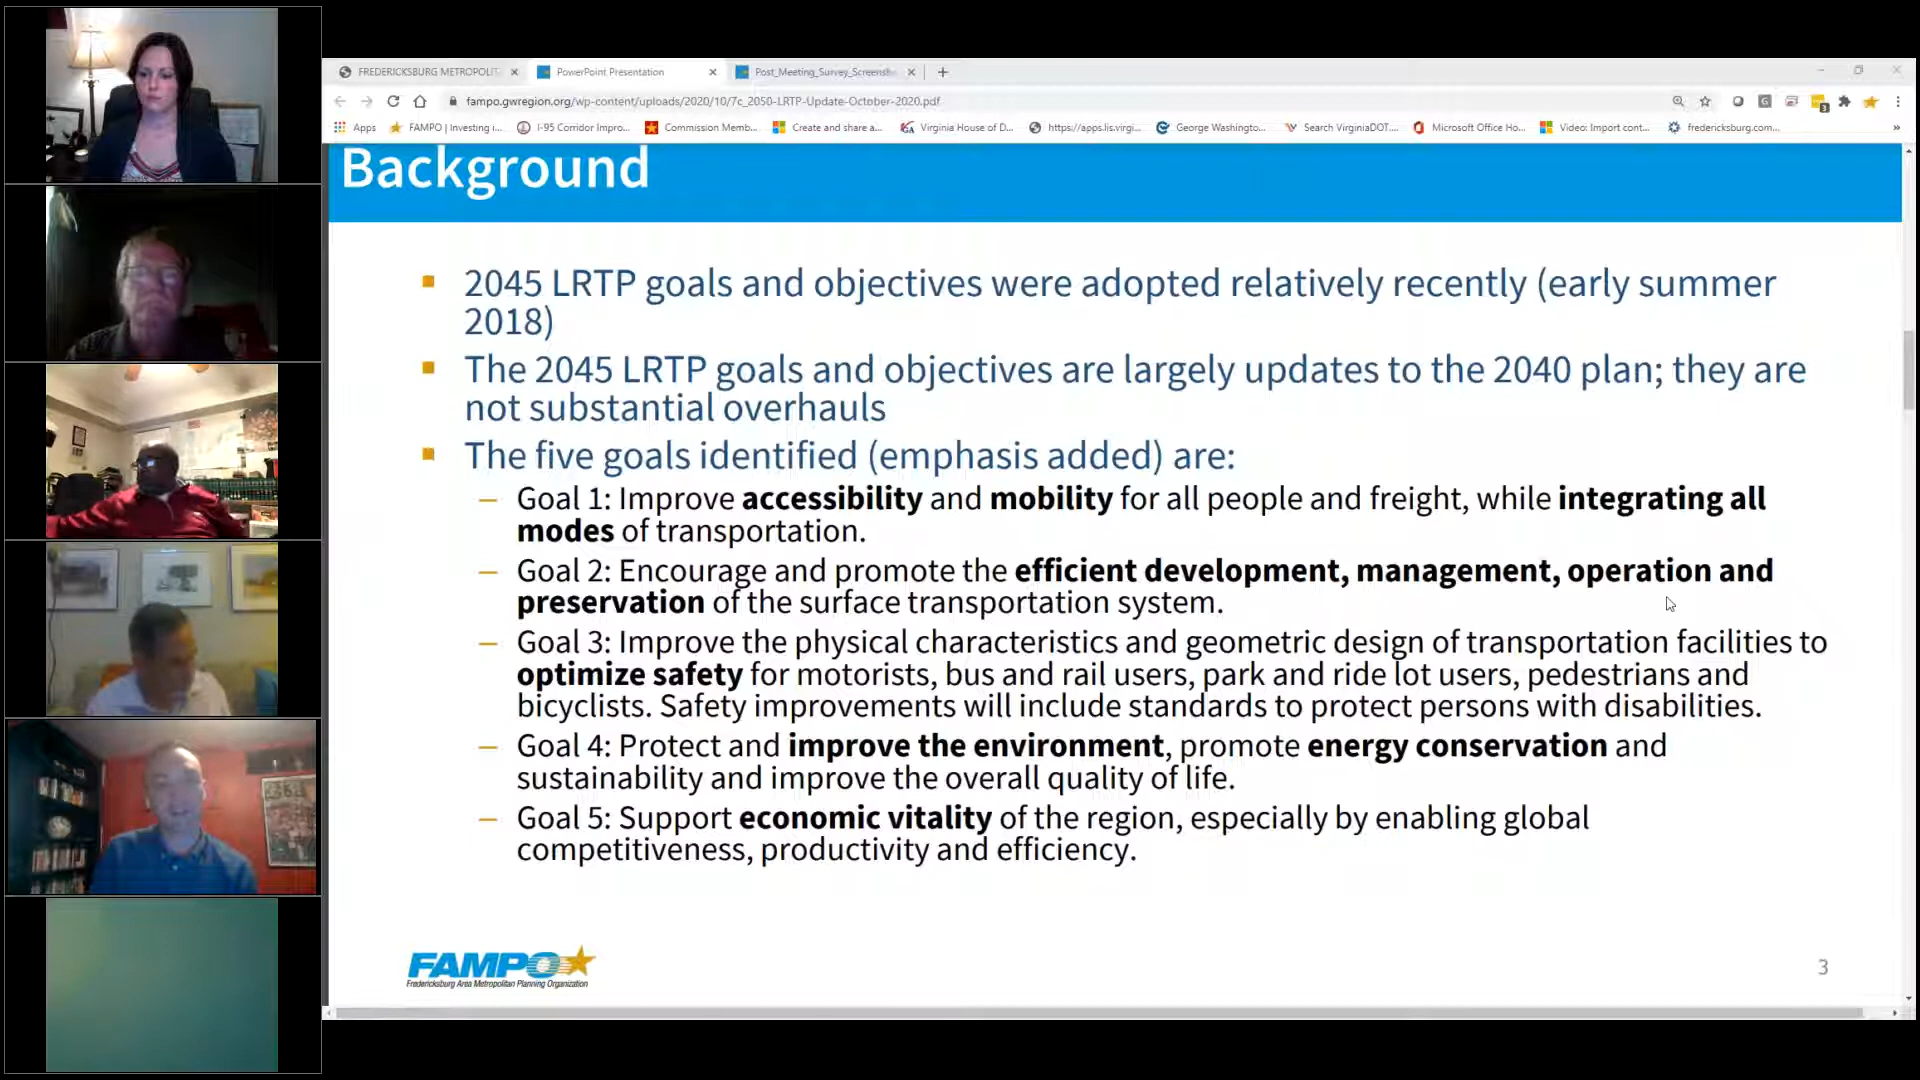 FREDERICKSBURG METROPOLIT
PowerPoint Presentation
Post_Meeting_Survey_Screensh
fampo.gwregion.org/wp-content/uploads/2020/10/7c_2050-LRTP-Update-October-2020.pdf
Apps
FAMPO | Investing i...
I-95 Corridor Impro...
Commission Memb...
Create and share a...
Virginia House of D...
https://apps.lis.virgi...
George Washingto...
Search VirginiaDOT....
Microsoft Office Ho...
Video: Import cont...
fredericksburg.com...
Background
2045 LRTP goals and objectives were adopted relatively recently (early summer
2018)
The 2045 LRTP goals and objectives are largely updates to the 2040 plan; they are
not substantial overhauls
The five goals identified (emphasis added) are:
– Goal 1: Improve accessibility and mobility for all people and freight, while integrating all
modes of transportation.
– Goal 2: Encourage and promote the efficient development, management, operation and
preservation of the surface transportation system.
– Goal 3: Improve the physical characteristics and geometric design of transportation facilities to
optimize safety for motorists, bus and rail users, park and ride lot users, pedestrians and
bicyclists. Safety improvements will include standards to protect persons with disabilities.
– Goal 4: Protect and improve the environment, promote energy conservation and
sustainability and improve the overall quality of life.
– Goal 5: Support economic vitality of the region, especially by enabling global
competitiveness, productivity and efficiency.
FAMPO
Fredericksburg Area Metropolitan Planning Organization
3